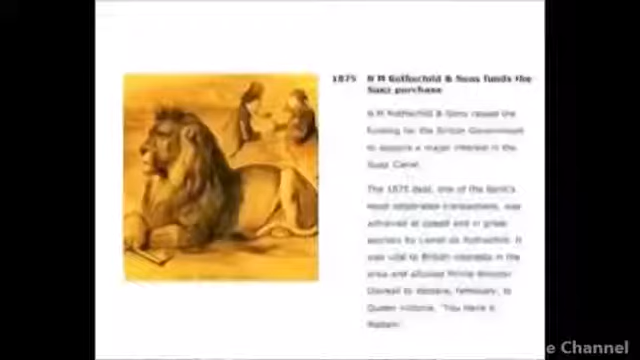 1875 N M Rothschild & Sons funds the
Suez purchase
N M Rothschild & Sons raised the
funding for the British Government
to acquire a major interest in the
Suez Canal.
The 1875 deal, one of the bank's
most celebrated transactions, was
achieved at speed and in great
secrecy by Lionel de Rothschild. It
was vital to British interests in the
area and allowed Prime Minister
Disraeli to declare, famously, to
Queen Victoria, "You have it
Madam".
e Channel